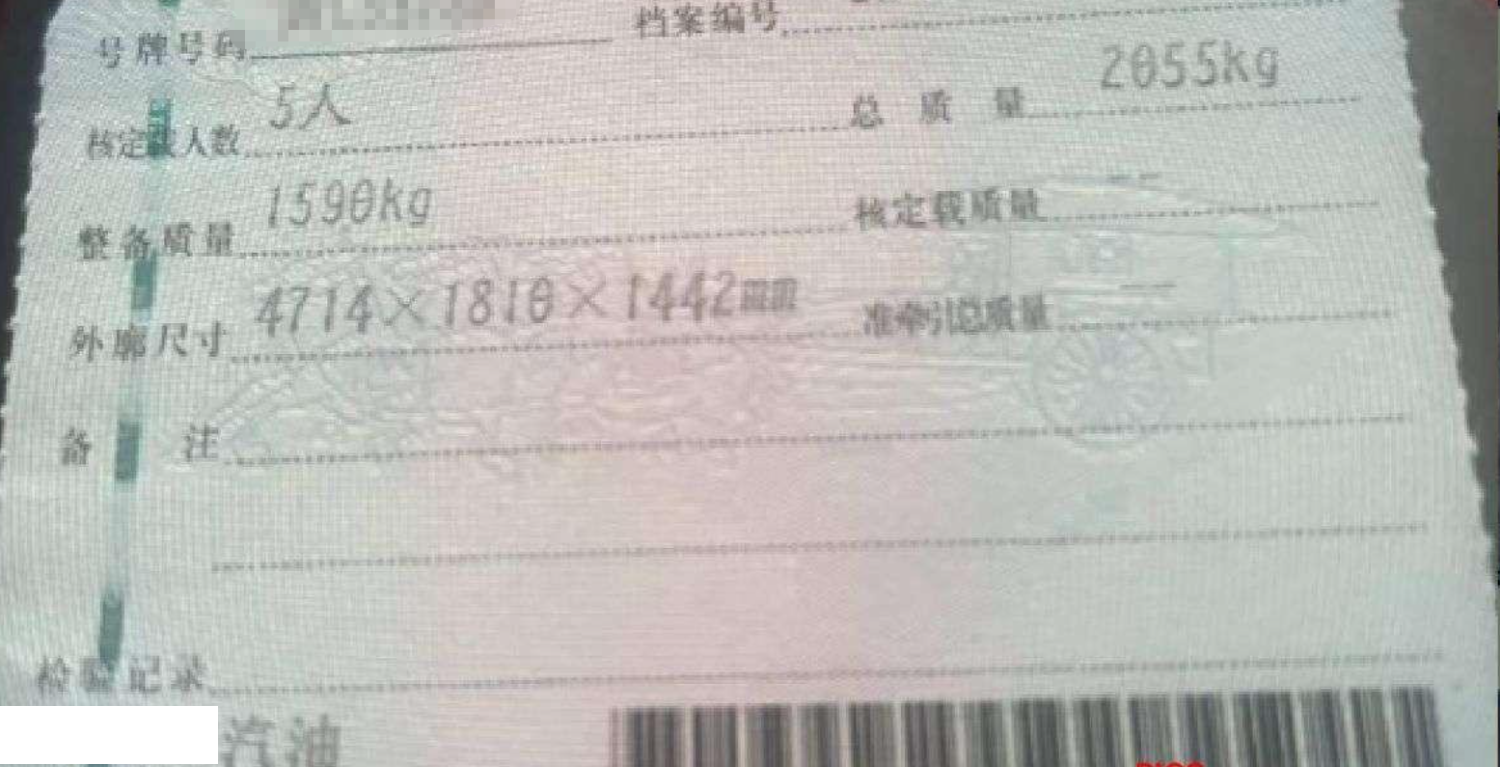 号牌号码 档案编号
核定载人数 5人 总质量 2055kg
整备质量 1590kg 核定载质量 --
外廓尺寸 4714×1810×1442mm 准牵引总质量 --
备注
检验记录
汽油